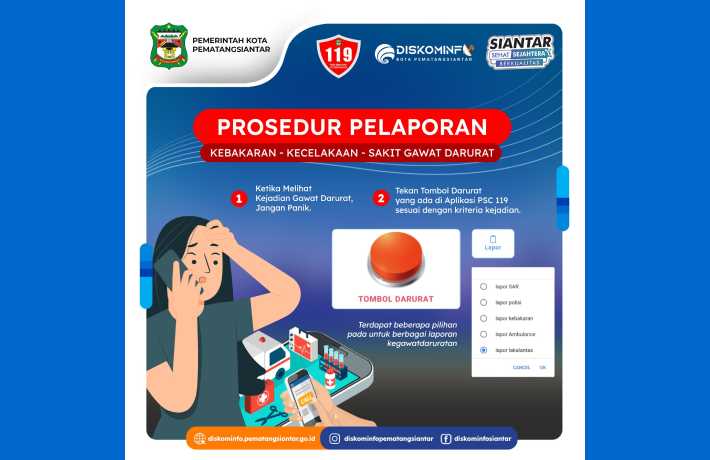 PEMERINTAH KOTA
PEMATANGSIANTAR
119
DISKOMINFO
KOTA PEMATANGSIANTAR
SIANTAR
SEHAT SEJAHTERA
BERKUALITAS
PROSEDUR PELAPORAN
KEBAKARAN - KECELAKAAN - SAKIT GAWAT DARURAT
1
Ketika Melihat
Kejadian Gawat Darurat,
Jangan Panik.
2
Tekan Tombol Darurat
yang ada di Aplikasi PSC 119
sesuai dengan kriteria kejadian.
TOMBOL DARURAT
Lapor
lapor SAR
lapor polisi
lapor kebakaran
lapor Ambulance
lapor lakalantas
CANCEL OK
Terdapat beberapa pilihan
pada untuk berbagai laporan
kegawatdaruratan
CALL
diskominfo.pematangsiantar.go.id
diskominfopematangsiantar
diskominfosiantar